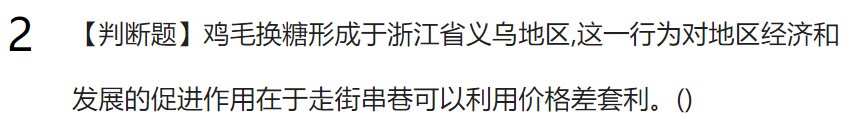 2 【判断题】鸡毛换糖形成于浙江省义乌地区,这一行为对地区经济和
发展的促进作用在于走街串巷可以利用价格差套利。()